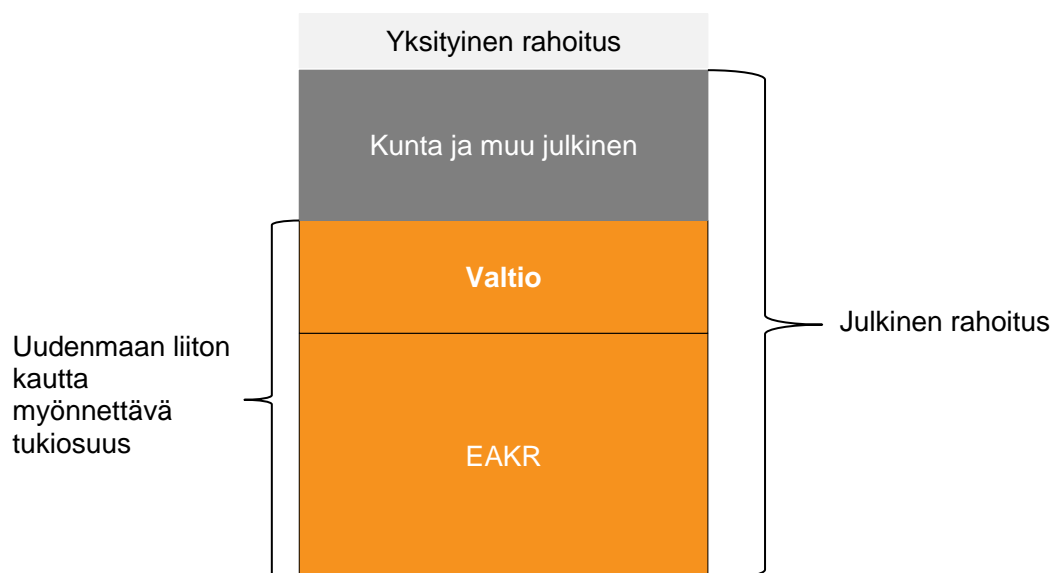 Yksityinen rahoitus
Kunta ja muu julkinen
Valtio
EAKR
Uudenmaan liiton
kautta
myönnettävä
tukiosuus
Julkinen rahoitus